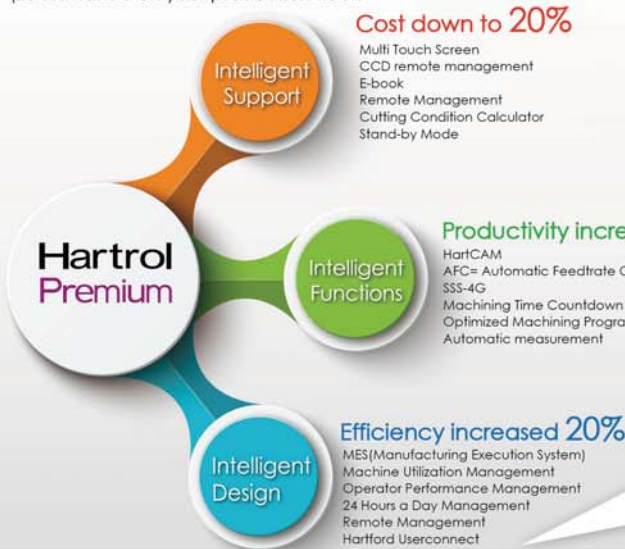 Cost down to 20%
Multi Touch Screen
CCD remote management
E-book
Remote Management
Cutting Condition Calculator
Stand-by Mode
Intelligent
Support
Hartrol
Premium
Intelligent
Functions
Productivity incre
HartCAM
AFC= Automatic Feedtrate C
SSS-4G
Machining Time Countdown
Optimized Machining Progra
Automatic measurement
Intelligent
Design
Efficiency increased 20%
MES(Manufacturing Execution System)
Machine Utilization Management
Operator Performance Management
24 Hours a Day Management
Remote Management
Hartford Userconnect